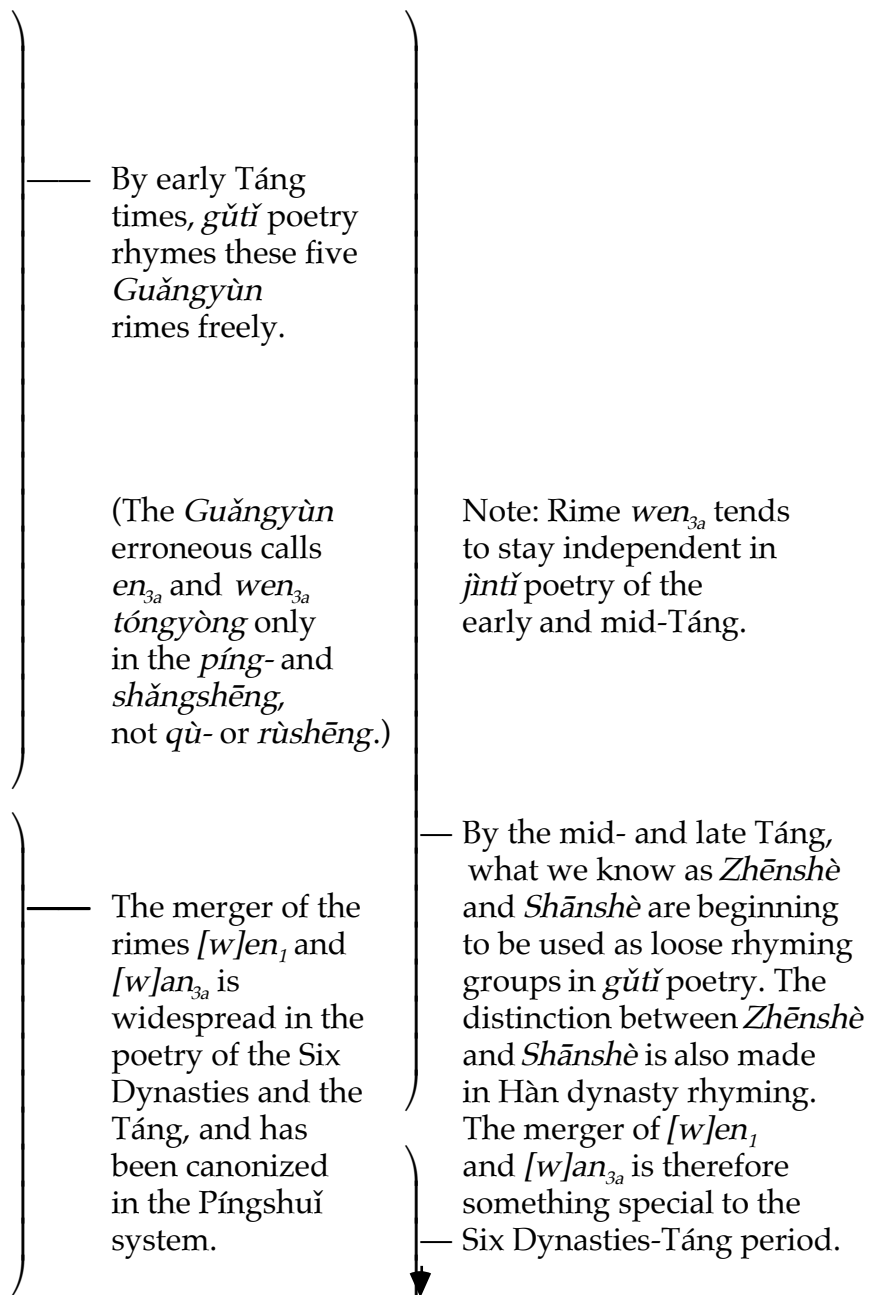 By early Táng
times, gǔtǐ poetry
rhymes these five
Guǎngyùn
rimes freely.
(The Guǎngyùn
erroneous calls
en₃ₐ and wen₃ₐ
tóngyòng only
in the píng- and
shǎngshēng,
not qù- or rùshēng.)
The merger of the
rimes [w]en₁ and
[w]an₃ₐ is
widespread in the
poetry of the Six
Dynasties and the
Táng, and has
been canonized
in the Píngshuǐ
system.
Note: Rime wen₃ₐ tends
to stay independent in
jìntǐ poetry of the
early and mid-Táng.
By the mid- and late Táng,
what we know as Zhēnshè
and Shānshè are beginning
to be used as loose rhyming
groups in gǔtǐ poetry. The
distinction between Zhēnshè
and Shānshè is also made
in Hàn dynasty rhyming.
The merger of [w]en₁
and [w]an₃ₐ is therefore
something special to the
Six Dynasties-Táng period.